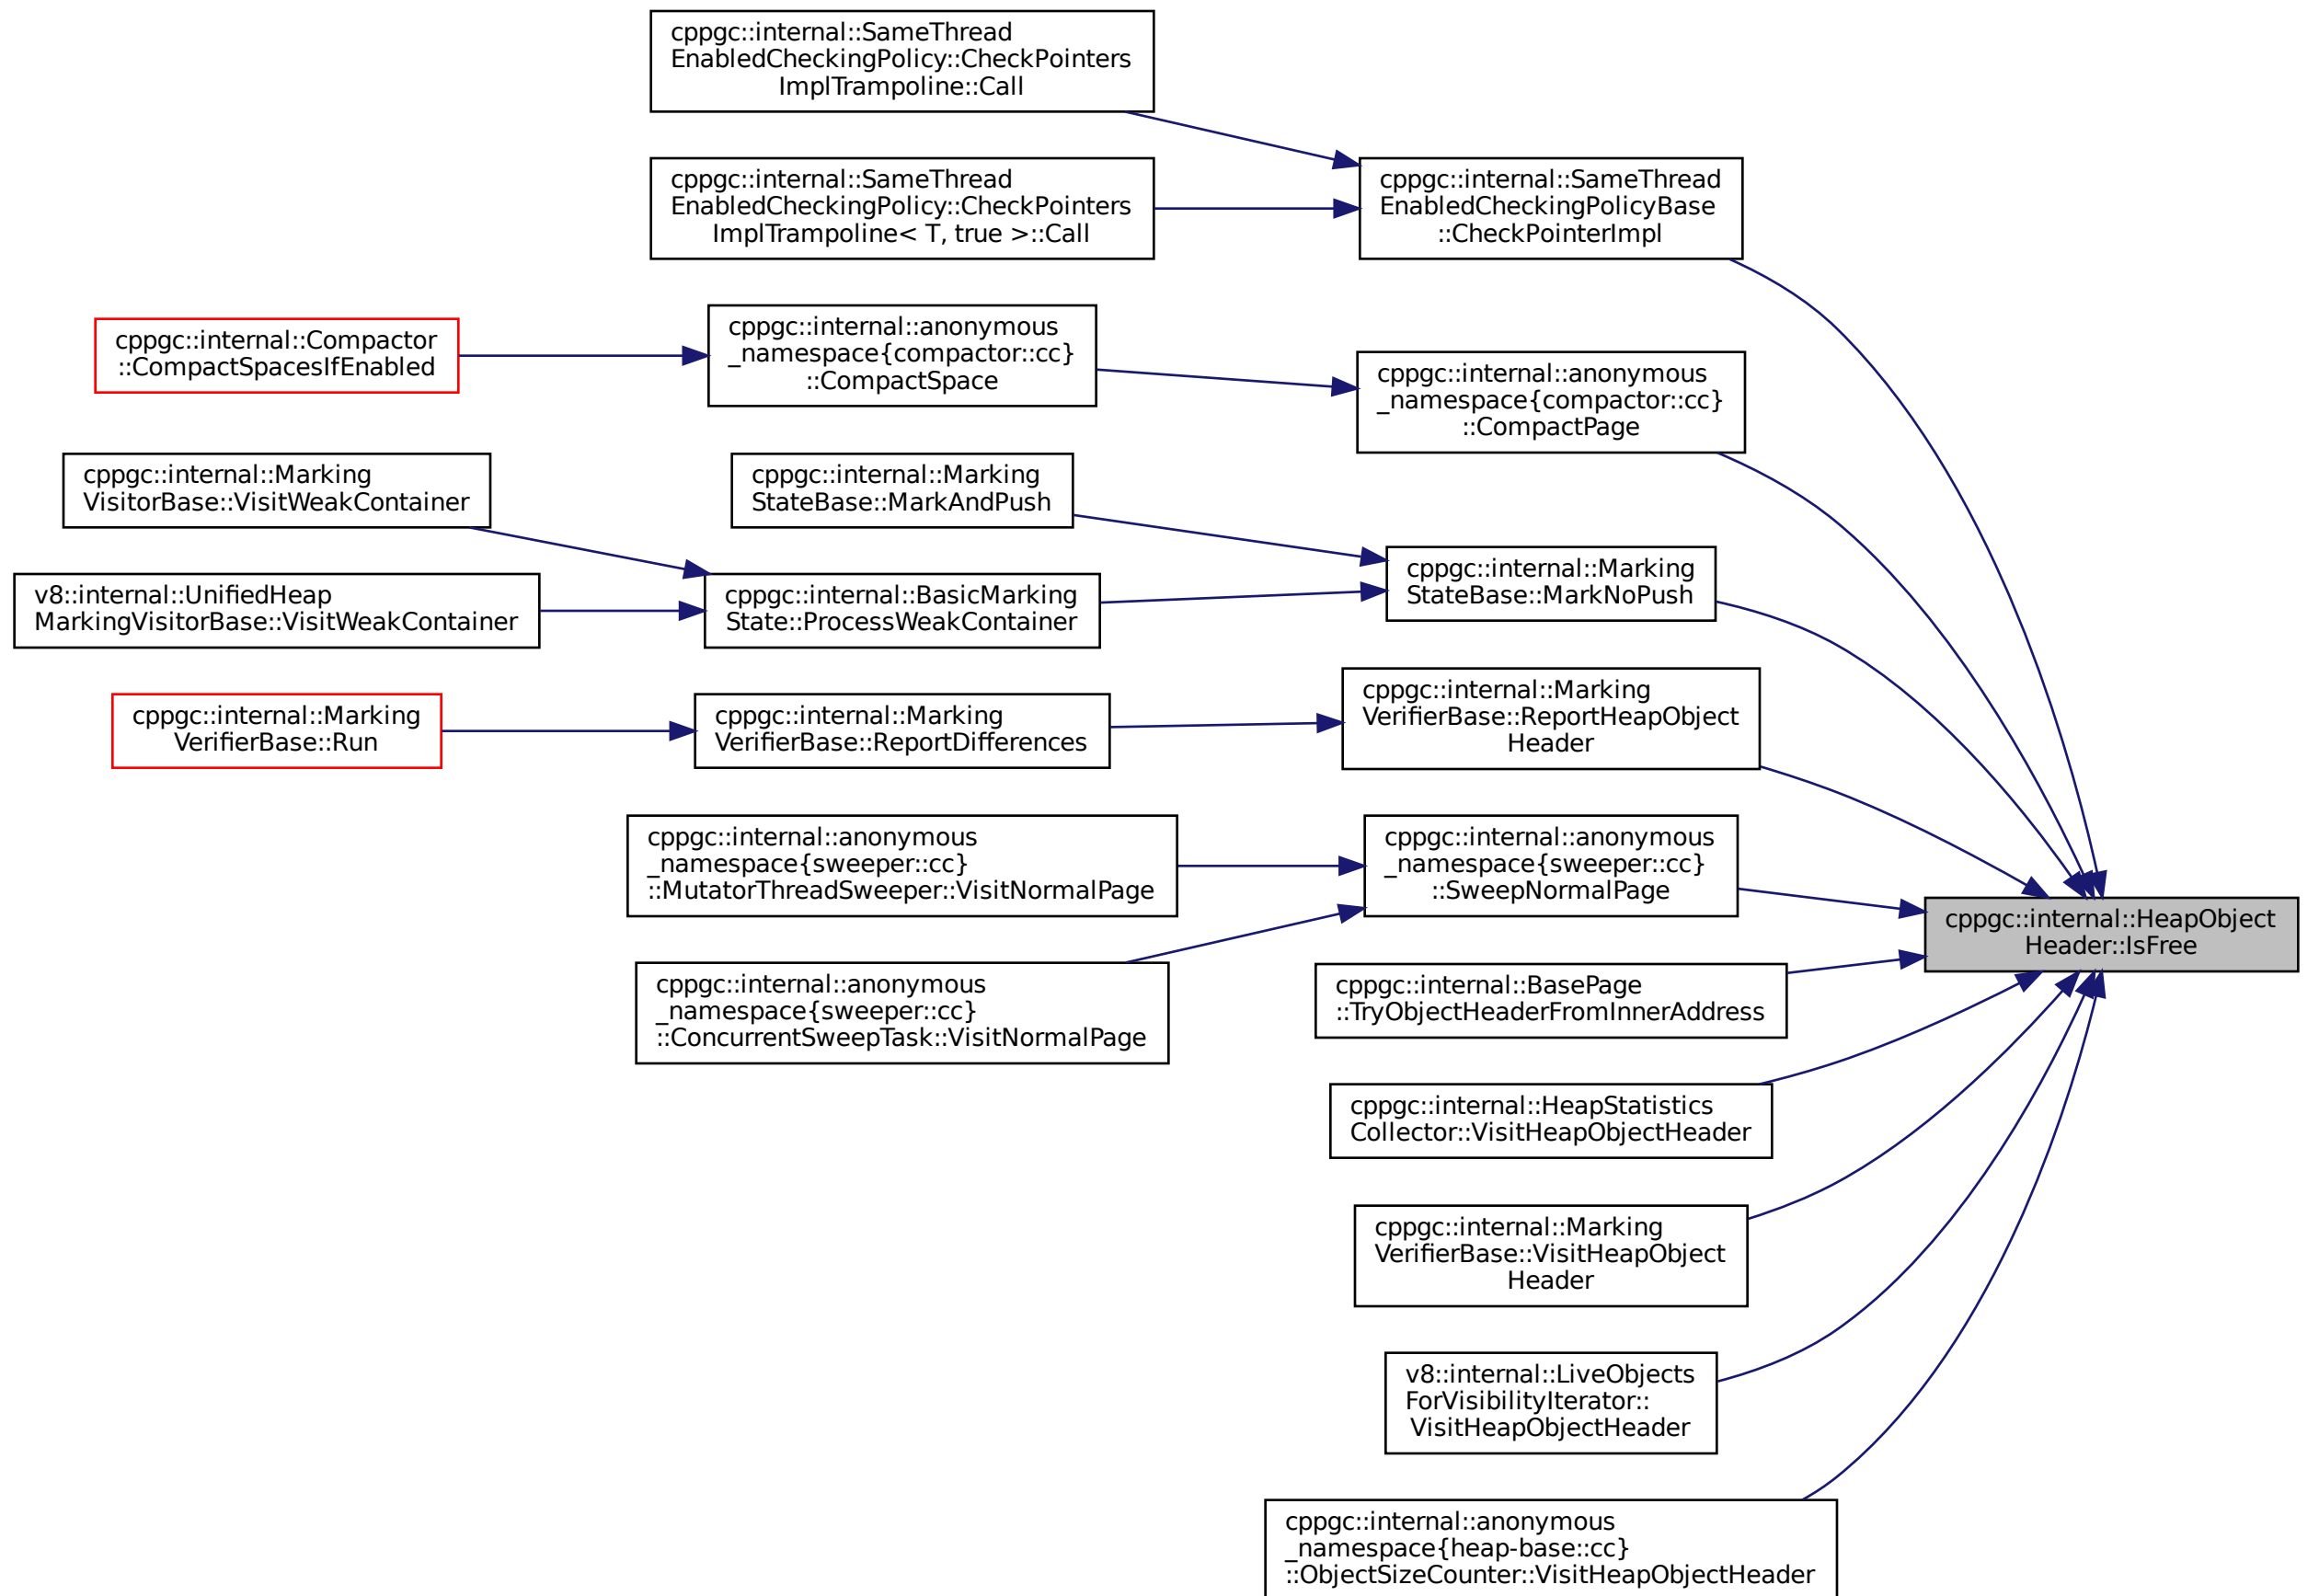 cppgc::internal::SameThread
EnabledCheckingPolicy::CheckPointers
ImplTrampoline::Call
cppgc::internal::SameThread
EnabledCheckingPolicy::CheckPointers
ImplTrampoline< T, true >::Call
cppgc::internal::SameThread
EnabledCheckingPolicyBase
::CheckPointerImpl
cppgc::internal::Compactor
::CompactSpacesIfEnabled
cppgc::internal::anonymous
_namespace{compactor::cc}
::CompactSpace
cppgc::internal::anonymous
_namespace{compactor::cc}
::CompactPage
cppgc::internal::Marking
VisitorBase::VisitWeakContainer
cppgc::internal::Marking
StateBase::MarkAndPush
v8::internal::UnifiedHeap
MarkingVisitorBase::VisitWeakContainer
cppgc::internal::BasicMarking
State::ProcessWeakContainer
cppgc::internal::Marking
StateBase::MarkNoPush
cppgc::internal::Marking
VerifierBase::Run
cppgc::internal::Marking
VerifierBase::ReportDifferences
cppgc::internal::Marking
VerifierBase::ReportHeapObject
Header
cppgc::internal::anonymous
_namespace{sweeper::cc}
::MutatorThreadSweeper::VisitNormalPage
cppgc::internal::anonymous
_namespace{sweeper::cc}
::SweepNormalPage
cppgc::internal::HeapObject
Header::IsFree
cppgc::internal::anonymous
_namespace{sweeper::cc}
::ConcurrentSweepTask::VisitNormalPage
cppgc::internal::BasePage
::TryObjectHeaderFromInnerAddress
cppgc::internal::HeapStatistics
Collector::VisitHeapObjectHeader
cppgc::internal::Marking
VerifierBase::VisitHeapObject
Header
v8::internal::LiveObjects
ForVisibilityIterator::
VisitHeapObjectHeader
cppgc::internal::anonymous
_namespace{heap-base::cc}
::ObjectSizeCounter::VisitHeapObjectHeader